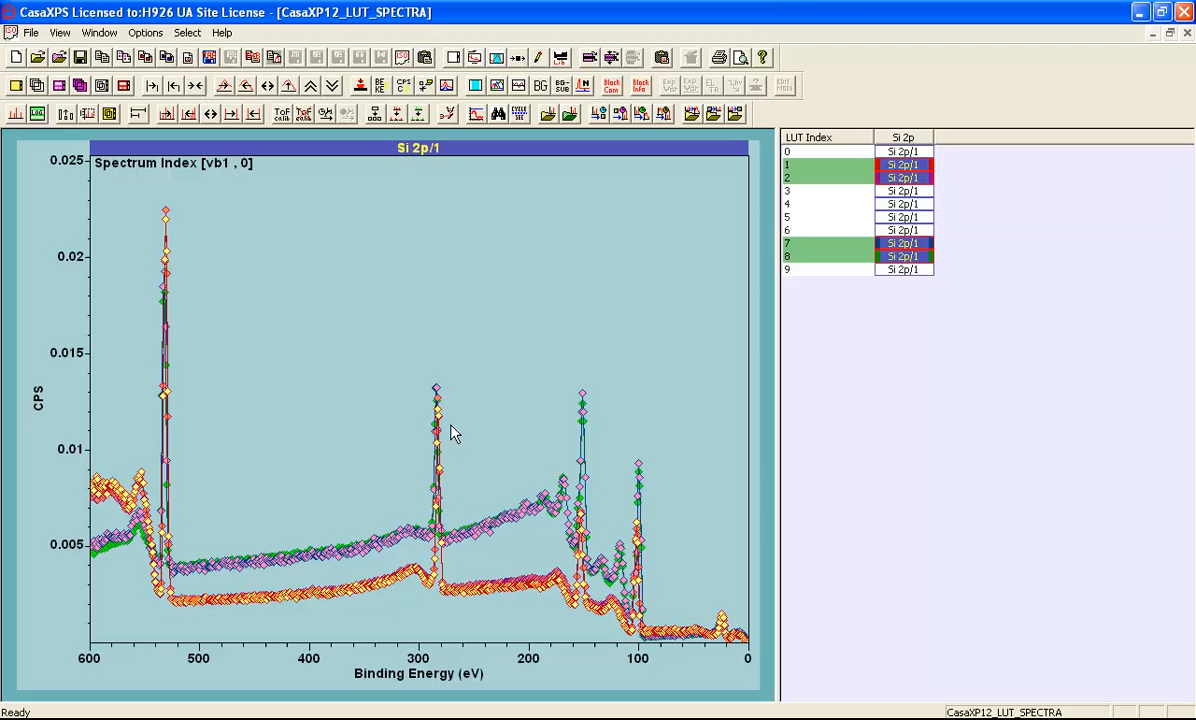 CasaXPS Licensed to:H926 UA Site License - [CasaXP12_LUT_SPECTRA]
File View Window Options Select Help
Si 2p/1
Spectrum Index [vb1 , 0]
0.025
0.02
0.015
0.01
0.005
CPS
600 500 400 300 200 100 0
Binding Energy (eV)
LUT Index Si 2p
0 Si 2p/1
1 Si 2p/1
2 Si 2p/1
3 Si 2p/1
4 Si 2p/1
5 Si 2p/1
6 Si 2p/1
7 Si 2p/1
8 Si 2p/1
9 Si 2p/1
Ready
CasaXP12_LUT_SPECTRA